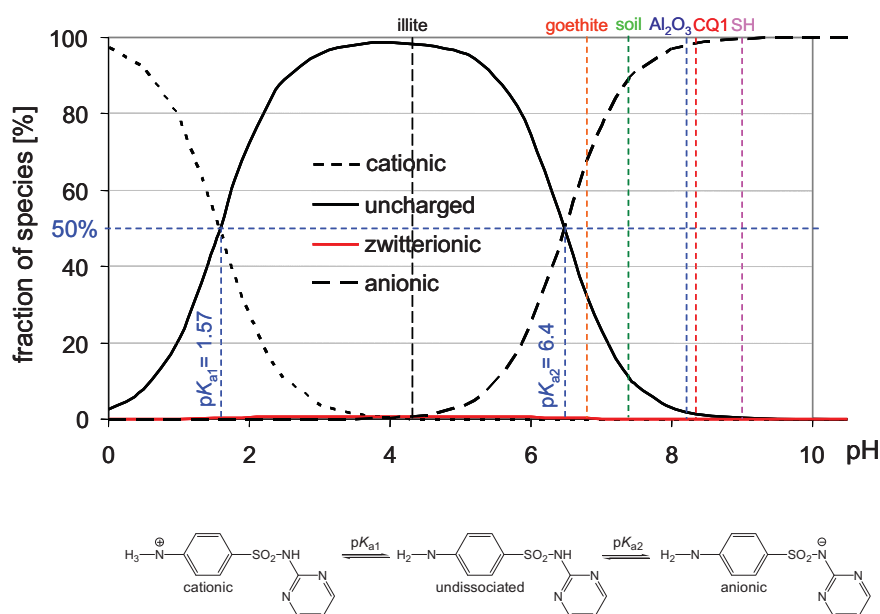 illite goethite soil Al₂O₃ CQ1 SH
100
80
60
50%
40
20
0
fraction of species [%]
cationic
uncharged
zwitterionic
anionic
pKa1 = 1.57
pKa2 = 6.4
0 2 4 6 8 10 pH
H₃—N ⊕ SO₂—NH N N pKa1 H₂—N SO₂—NH N N pKa2 H₂—N SO₂—N ⊖ N N
cationic undissociated anionic